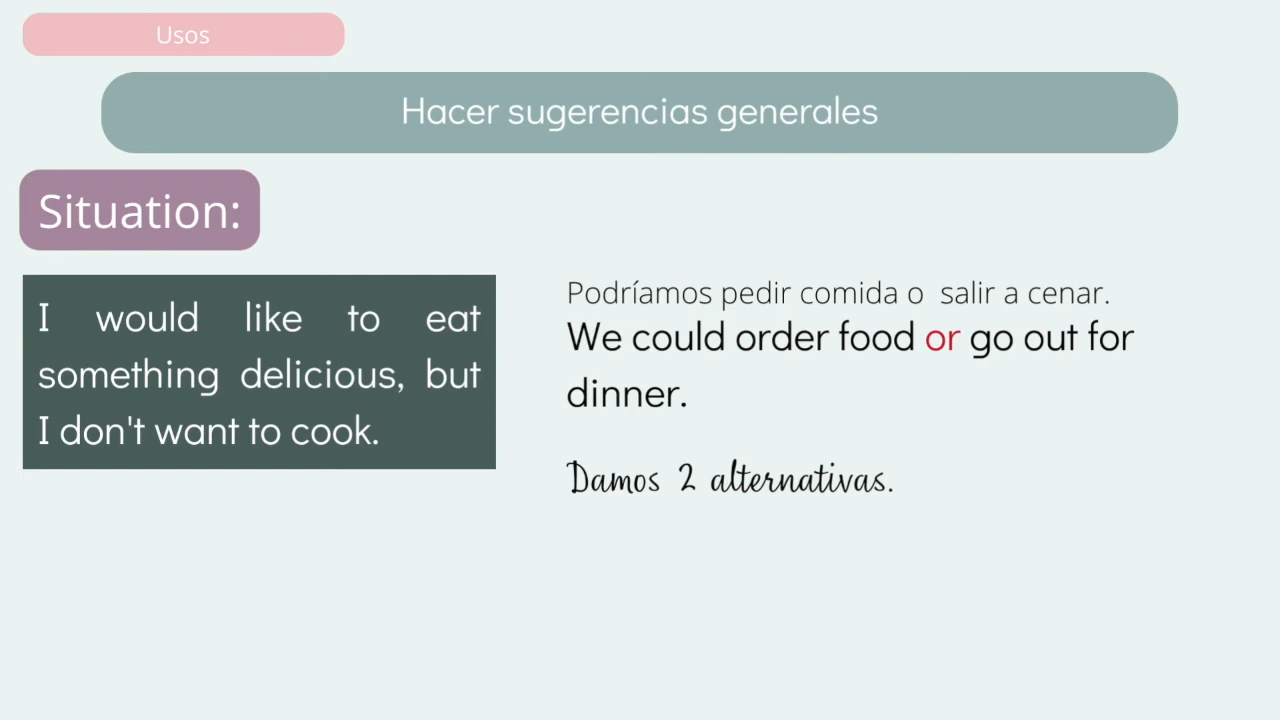 Usos
Hacer sugerencias generales
Situation:
I would like to eat
something delicious, but
I don't want to cook.
Podríamos pedir comida o salir a cenar.
We could order food or go out for
dinner.
Damos 2 alternativas.